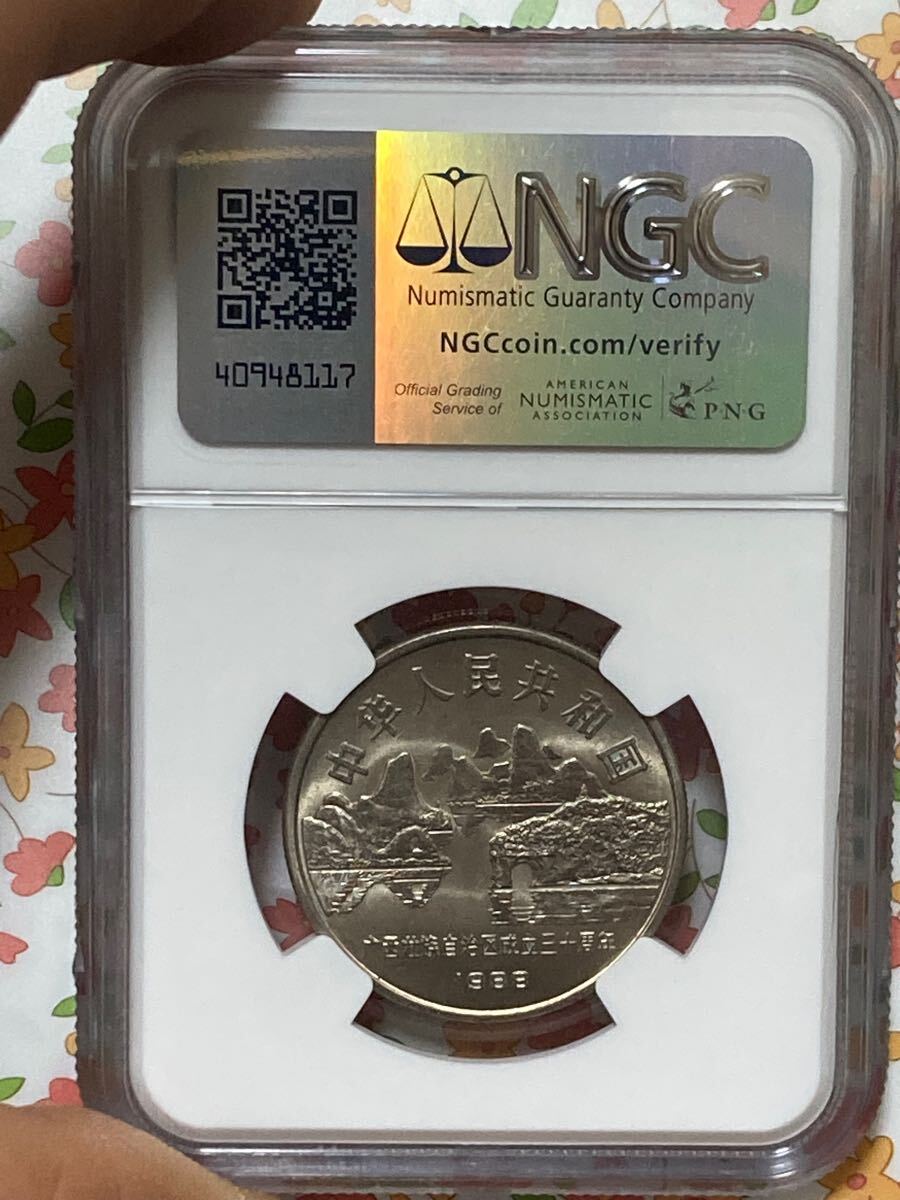 NGC
Numismatic Guaranty Company
NGCcoin.com/verify
40948117
Official Grading
Service of
AMERICAN
NUMISMATIC
ASSOCIATION
PNG
中华人民共和国
广西壮族自治区成立三十周年
1988